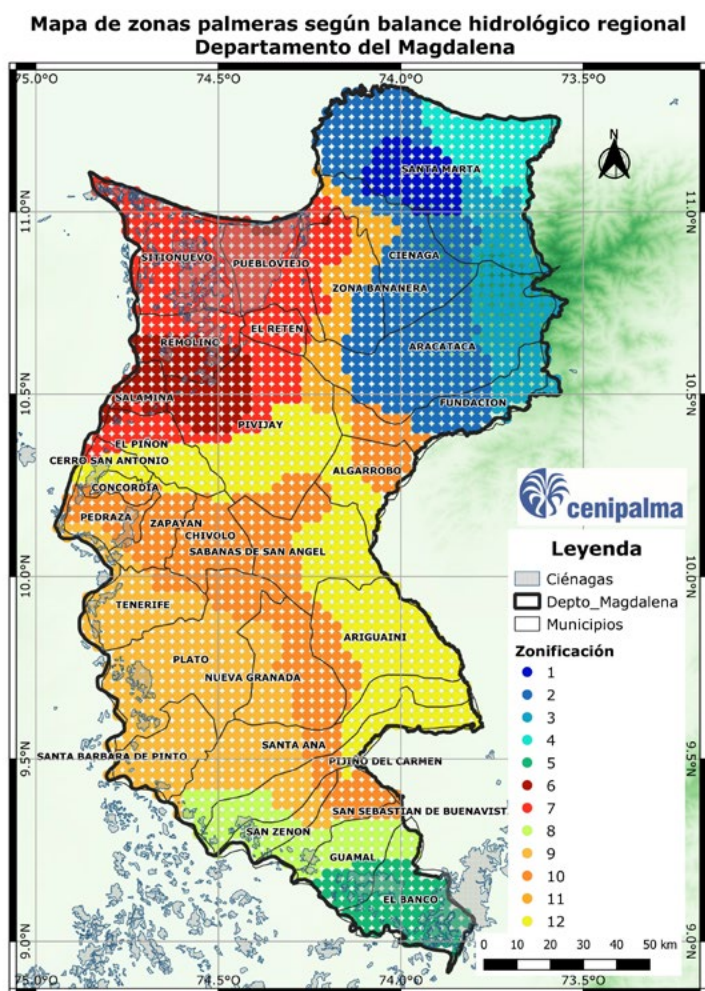 Mapa de zonas palmeras según balance hidrológico regional
Departamento del Magdalena
75.0°O
74.5°O
74.0°O
73.5°O
N
11.0°N
11.0°N
SANTA MARTA
CIENAGA
SITIONUEVO
PUEBLOVIEJO
ZONA BANANERA
EL RETEN
REMOLINO
ARACATACA
10.5°N
10.5°N
SALAMINA
FUNDACION
PIVIJAY
EL PIÑON
CERRO SAN ANTONIO
ALGARROBO
CONCORDIA
PEDRAZA
ZAPAYAN
CHIVOLO
SABANAS DE SAN ANGEL
10.0°N
10.0°N
TENERIFE
ARIGUAINI
PLATO
NUEVA GRANADA
SANTA ANA
SANTA BARBARA DE PINTO
PIJIÑO DEL CARMEN
9.5°N
9.5°N
SAN SEBASTIAN DE BUENAVIST
SAN ZENON
GUAMAL
EL BANCO
9.0°N
9.0°N
cenipalma
Leyenda
Ciénagas
Depto_Magdalena
Municipios
Zonificación
1
2
3
4
5
6
7
8
9
10
11
12
0 10 20 30 40 50 km
75.0°O
74.5°O
74.0°O
73.5°O